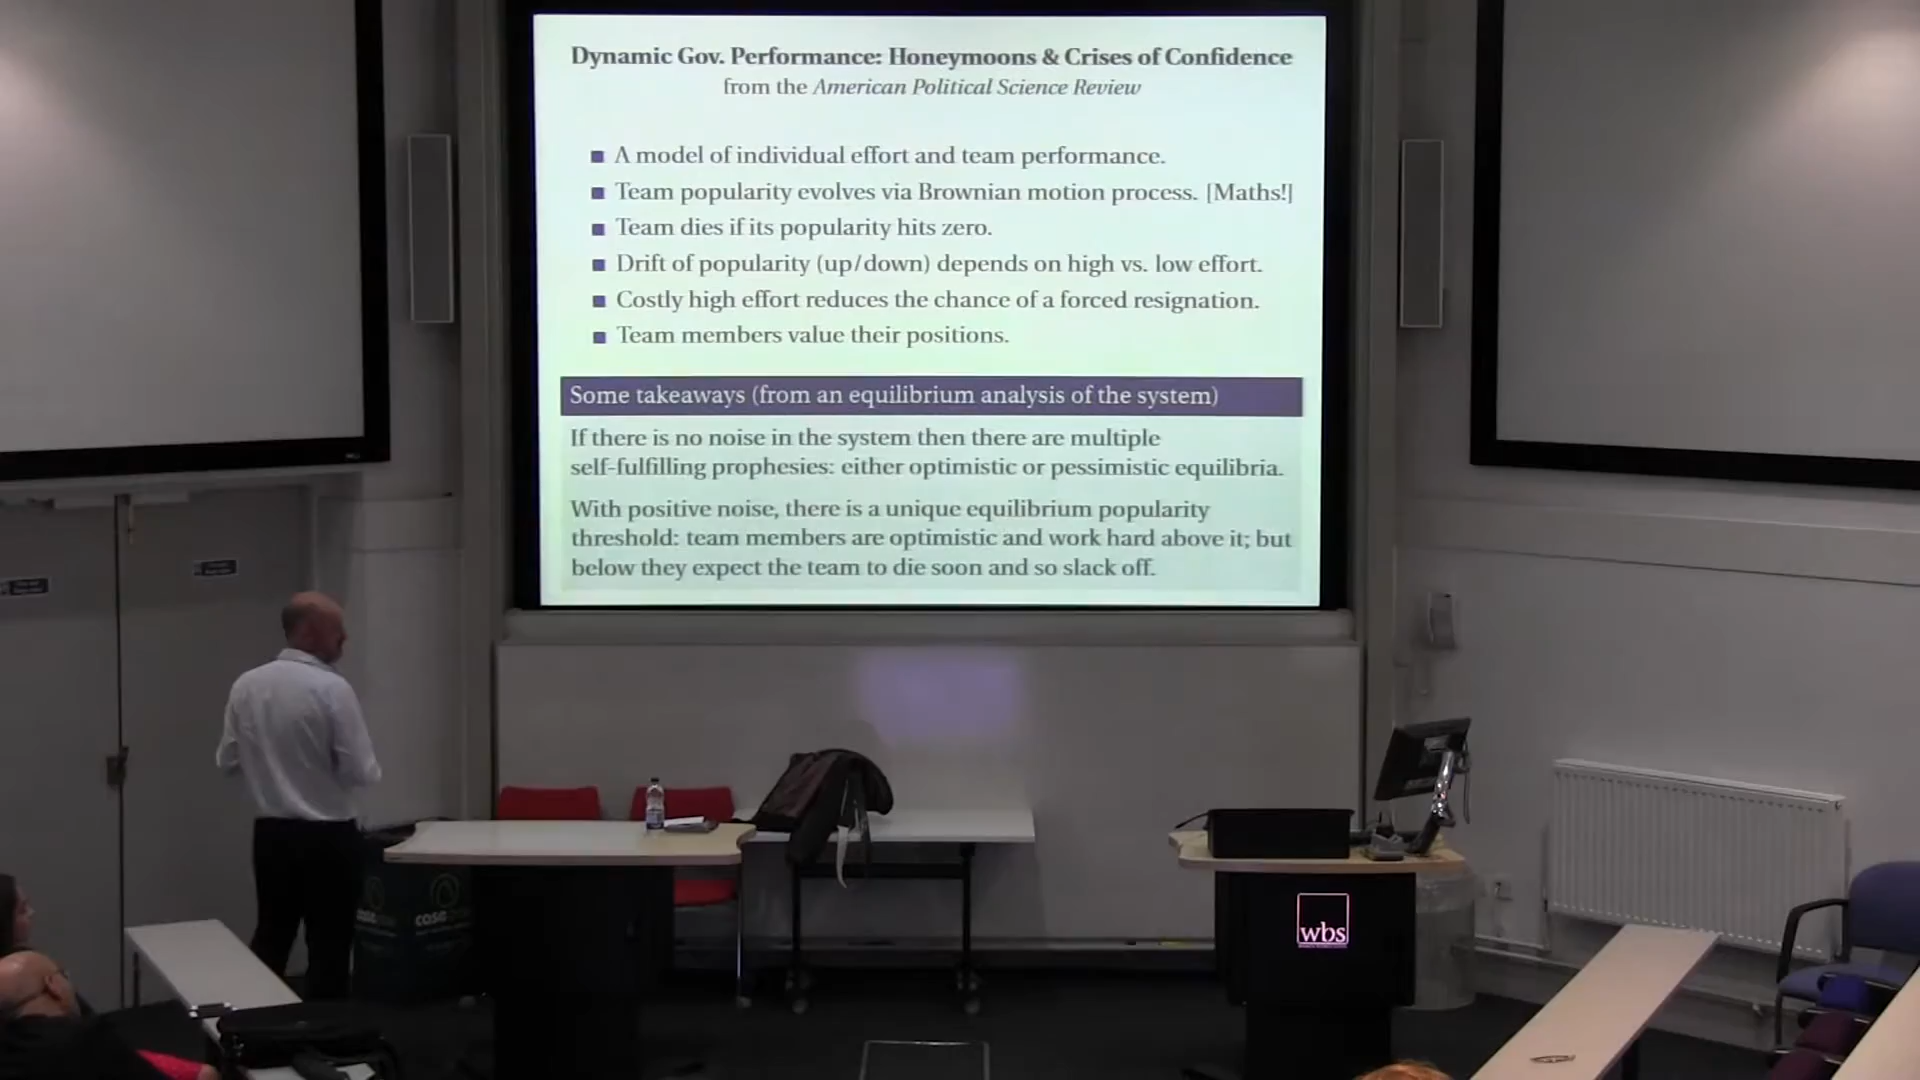 Dynamic Gov. Performance: Honeymoons & Crises of Confidence
from the American Political Science Review
A model of individual effort and team performance.
Team popularity evolves via Brownian motion process. [Maths!]
Team dies if its popularity hits zero.
Drift of popularity (up/down) depends on high vs. low effort.
Costly high effort reduces the chance of a forced resignation.
Team members value their positions.
Some takeaways (from an equilibrium analysis of the system)
If there is no noise in the system then there are multiple
self-fulfilling prophesies: either optimistic or pessimistic equilibria.
With positive noise, there is a unique equilibrium popularity
threshold: team members are optimistic and work hard above it; but
below they expect the team to die soon and so slack off.
wbs